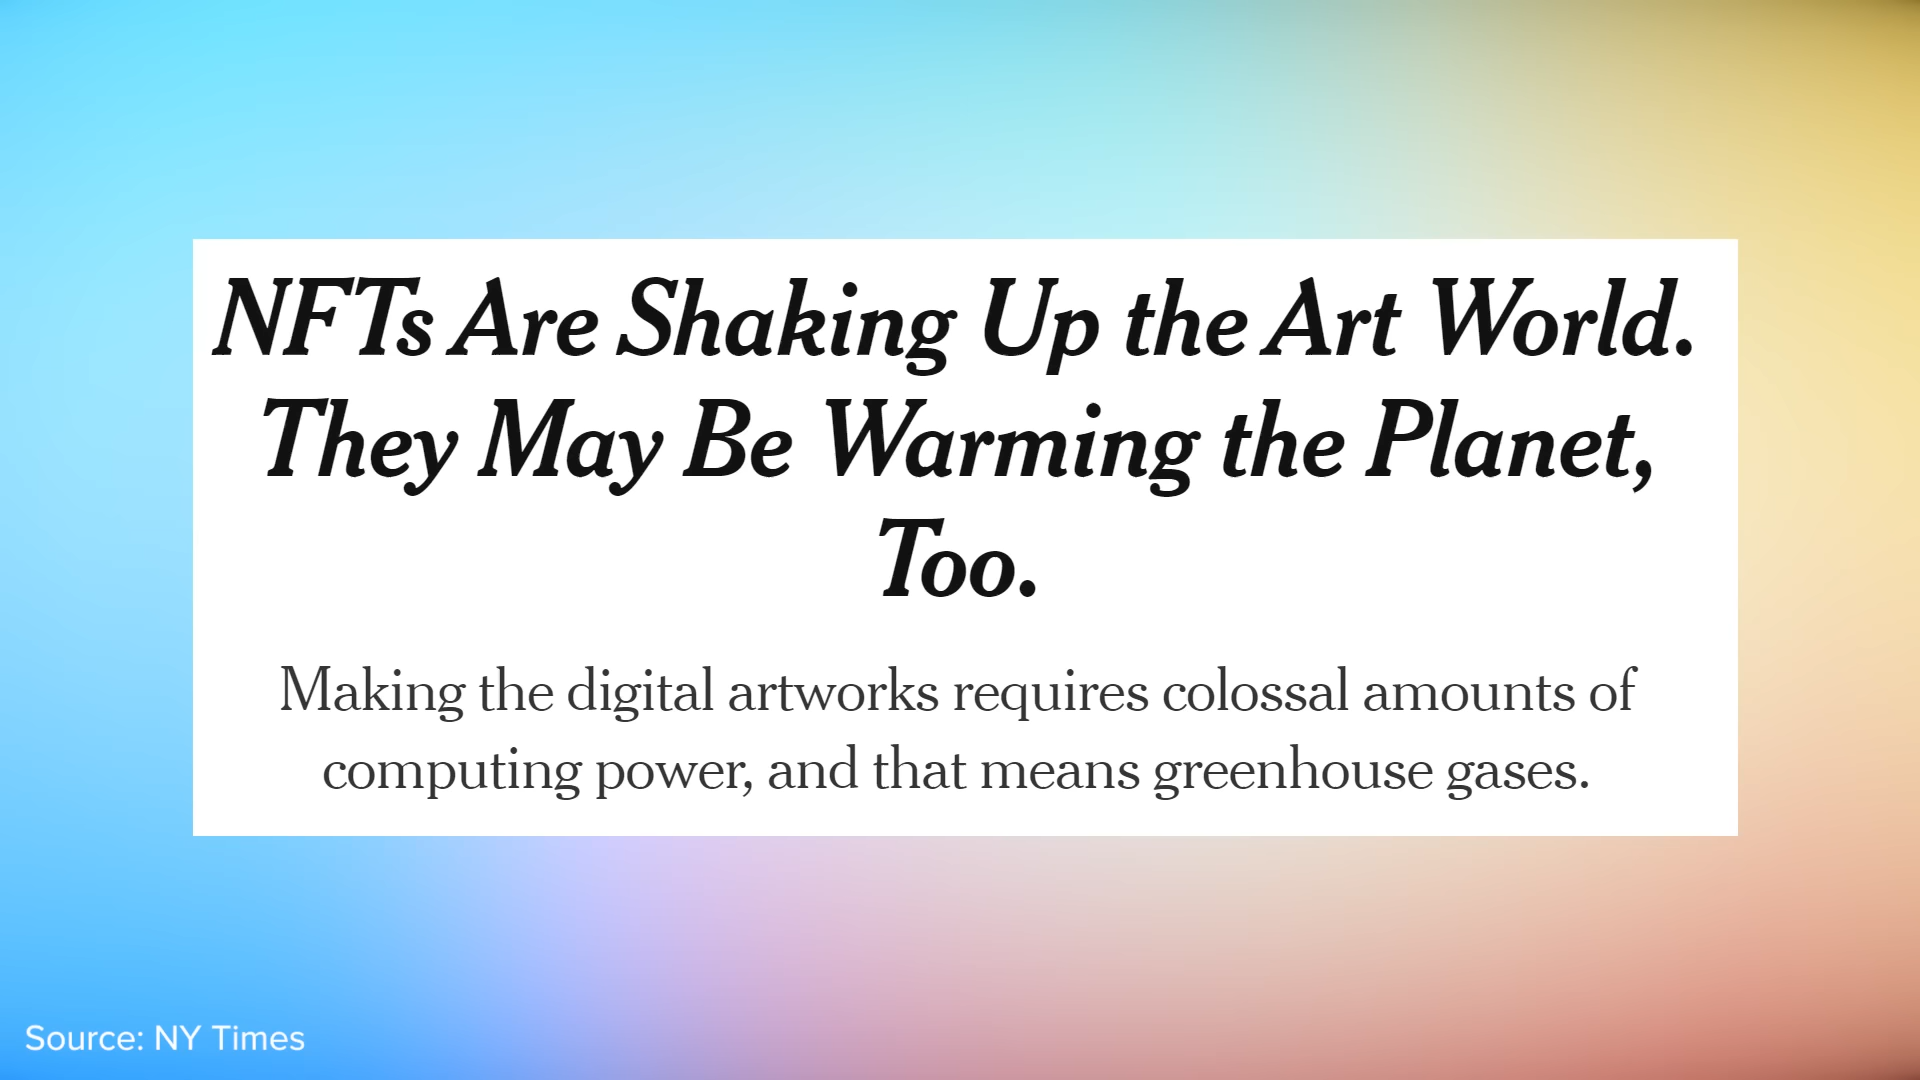 NFTs Are Shaking Up the Art World.
They May Be Warming the Planet,
Too.
Making the digital artworks requires colossal amounts of
computing power, and that means greenhouse gases.
Source: NY Times